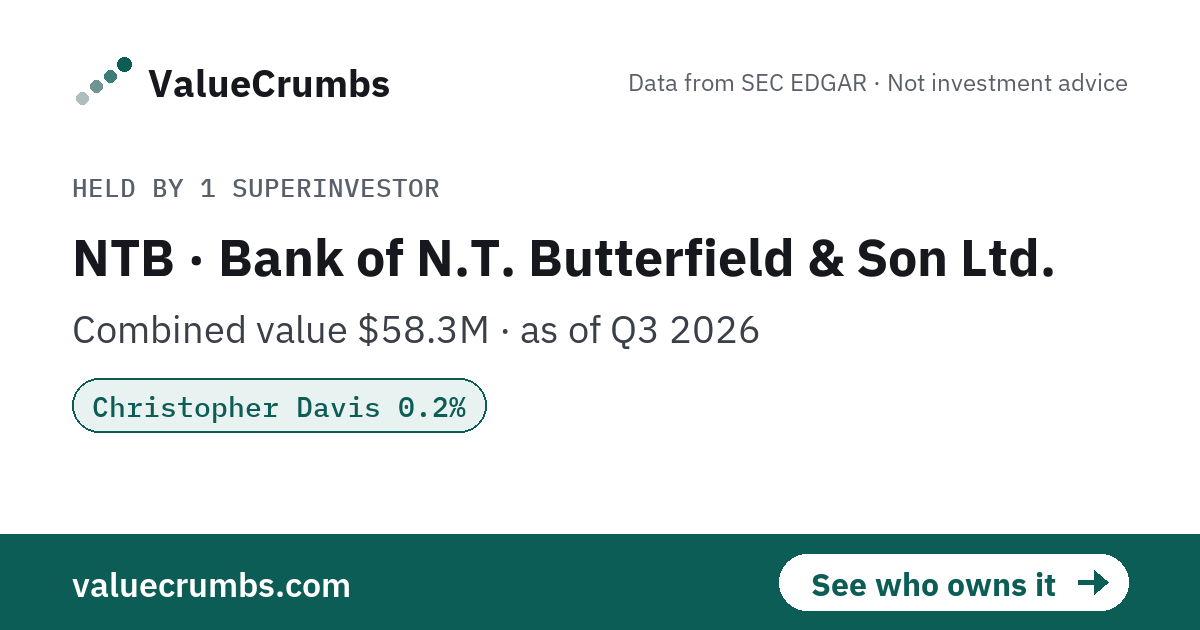 ValueCrumbs
Data from SEC EDGAR · Not investment advice
HELD BY 1 SUPERINVESTOR
NTB · Bank of N.T. Butterfield & Son Ltd.
Combined value $58.3M · as of Q3 2026
Christopher Davis 0.2%
valuecrumbs.com
See who owns it →